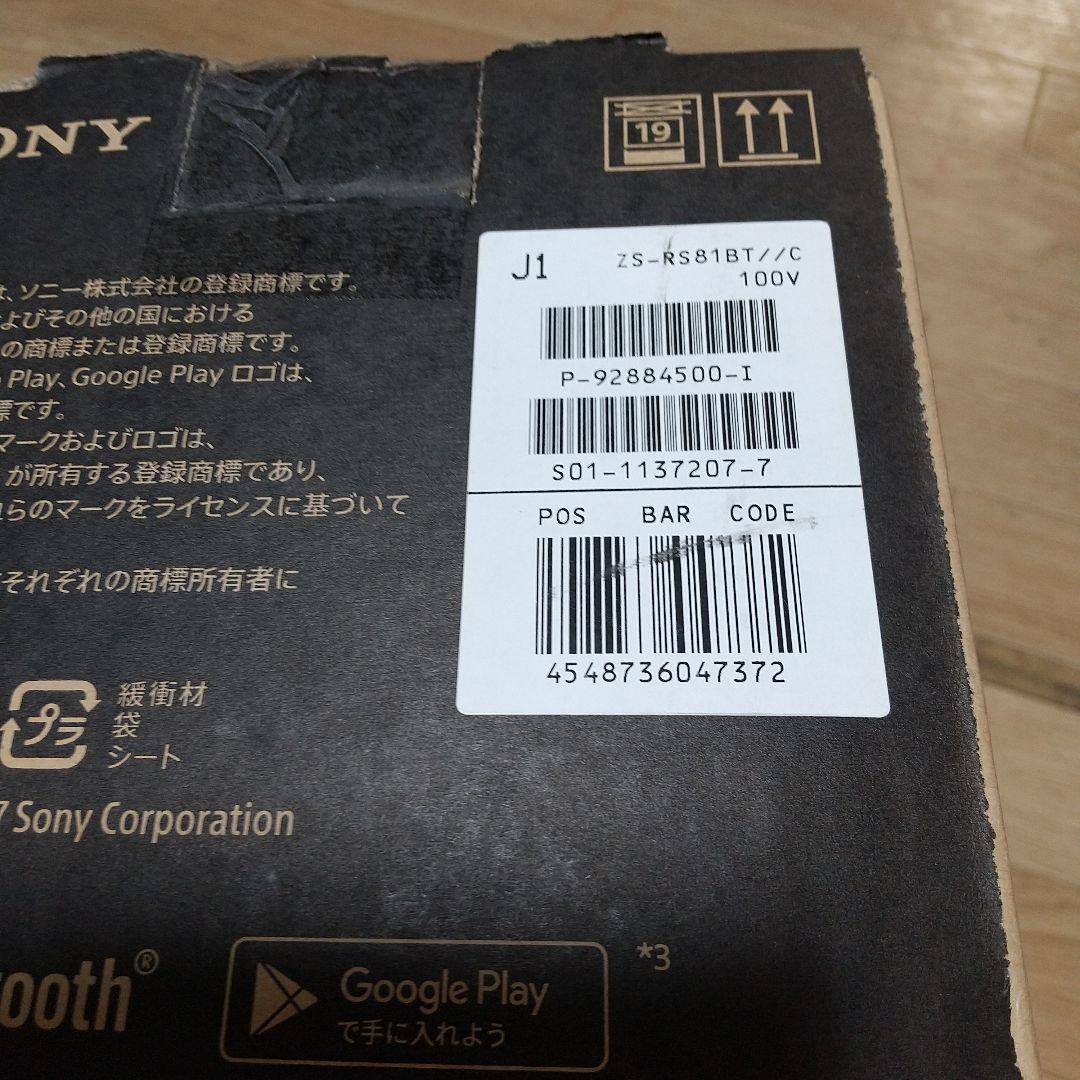 ONY
19
J1 ZS-RS81BT//C
100V
P-92884500-I
S01-1137207-7
POS BAR CODE
4548736047372
、ソニー株式会社の登録商標です。
よびその他の国における
の商標または登録商標です。
Play、Google Play ロゴは、
標です。
マークおよびロゴは、
が所有する登録商標であり、
らのマークをライセンスに基づいて
それぞれの商標所有者に
プラ
緩衝材
袋
シート
7 Sony Corporation
tooth®
Google Play
で手に入れよう
*3